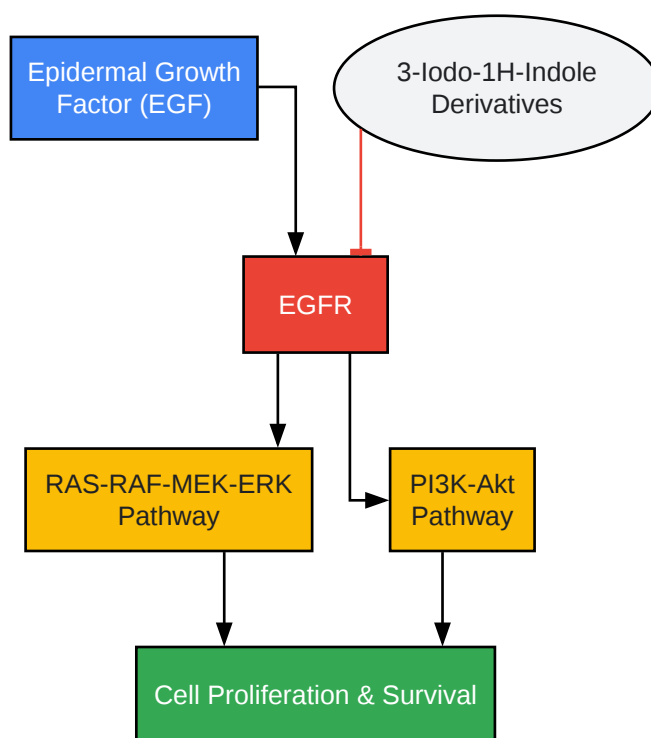 Epidermal Growth
Factor (EGF)
3-Iodo-1H-Indole
Derivatives
EGFR
RAS-RAF-MEK-ERK
Pathway
PI3K-Akt
Pathway
Cell Proliferation & Survival